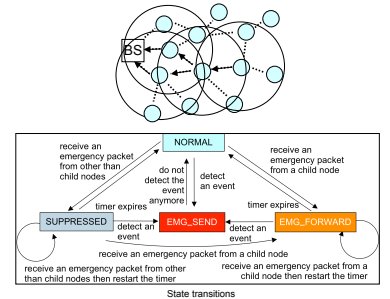 BS
NORMAL
receive an
emergency packet
from other than
child nodes
do not
detect the
event
anymore
detect
an event
receive an
emergency packet
from a child node
timer expires
timer expires
SUPPRESSED
EMG_SEND
EMG_FORWARD
detect an
event
detect an
event
receive an emergency packet from a child node
receive an emergency packet from other
than child nodes then restart the timer
receive an emergency packet from a
child node then restart the timer
State transitions